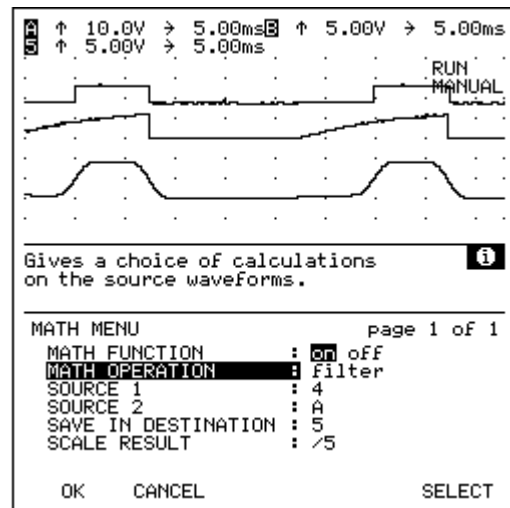 A ↑ 10.0V → 5.00ms B ↑ 5.00V → 5.00ms
5 ↑ 5.00V → 5.00ms
RUN
MANUAL
Gives a choice of calculations
on the source waveforms.
i
MATH MENU page 1 of 1
MATH FUNCTION : on off
MATH OPERATION : filter
SOURCE 1 : 4
SOURCE 2 : A
SAVE IN DESTINATION : 5
SCALE RESULT : /5
OK CANCEL SELECT